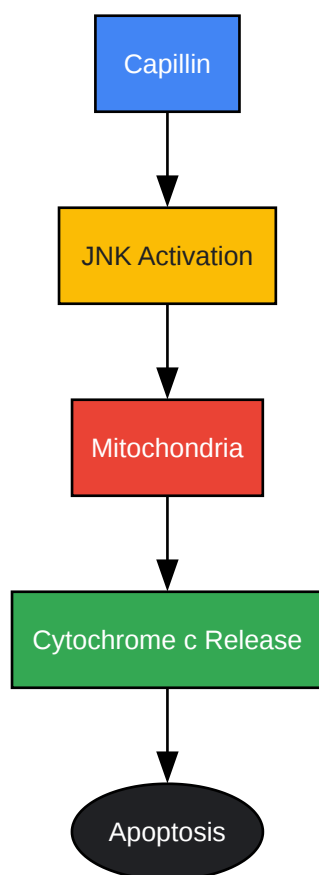 Capillin
JNK Activation
Mitochondria
Cytochrome c Release
Apoptosis